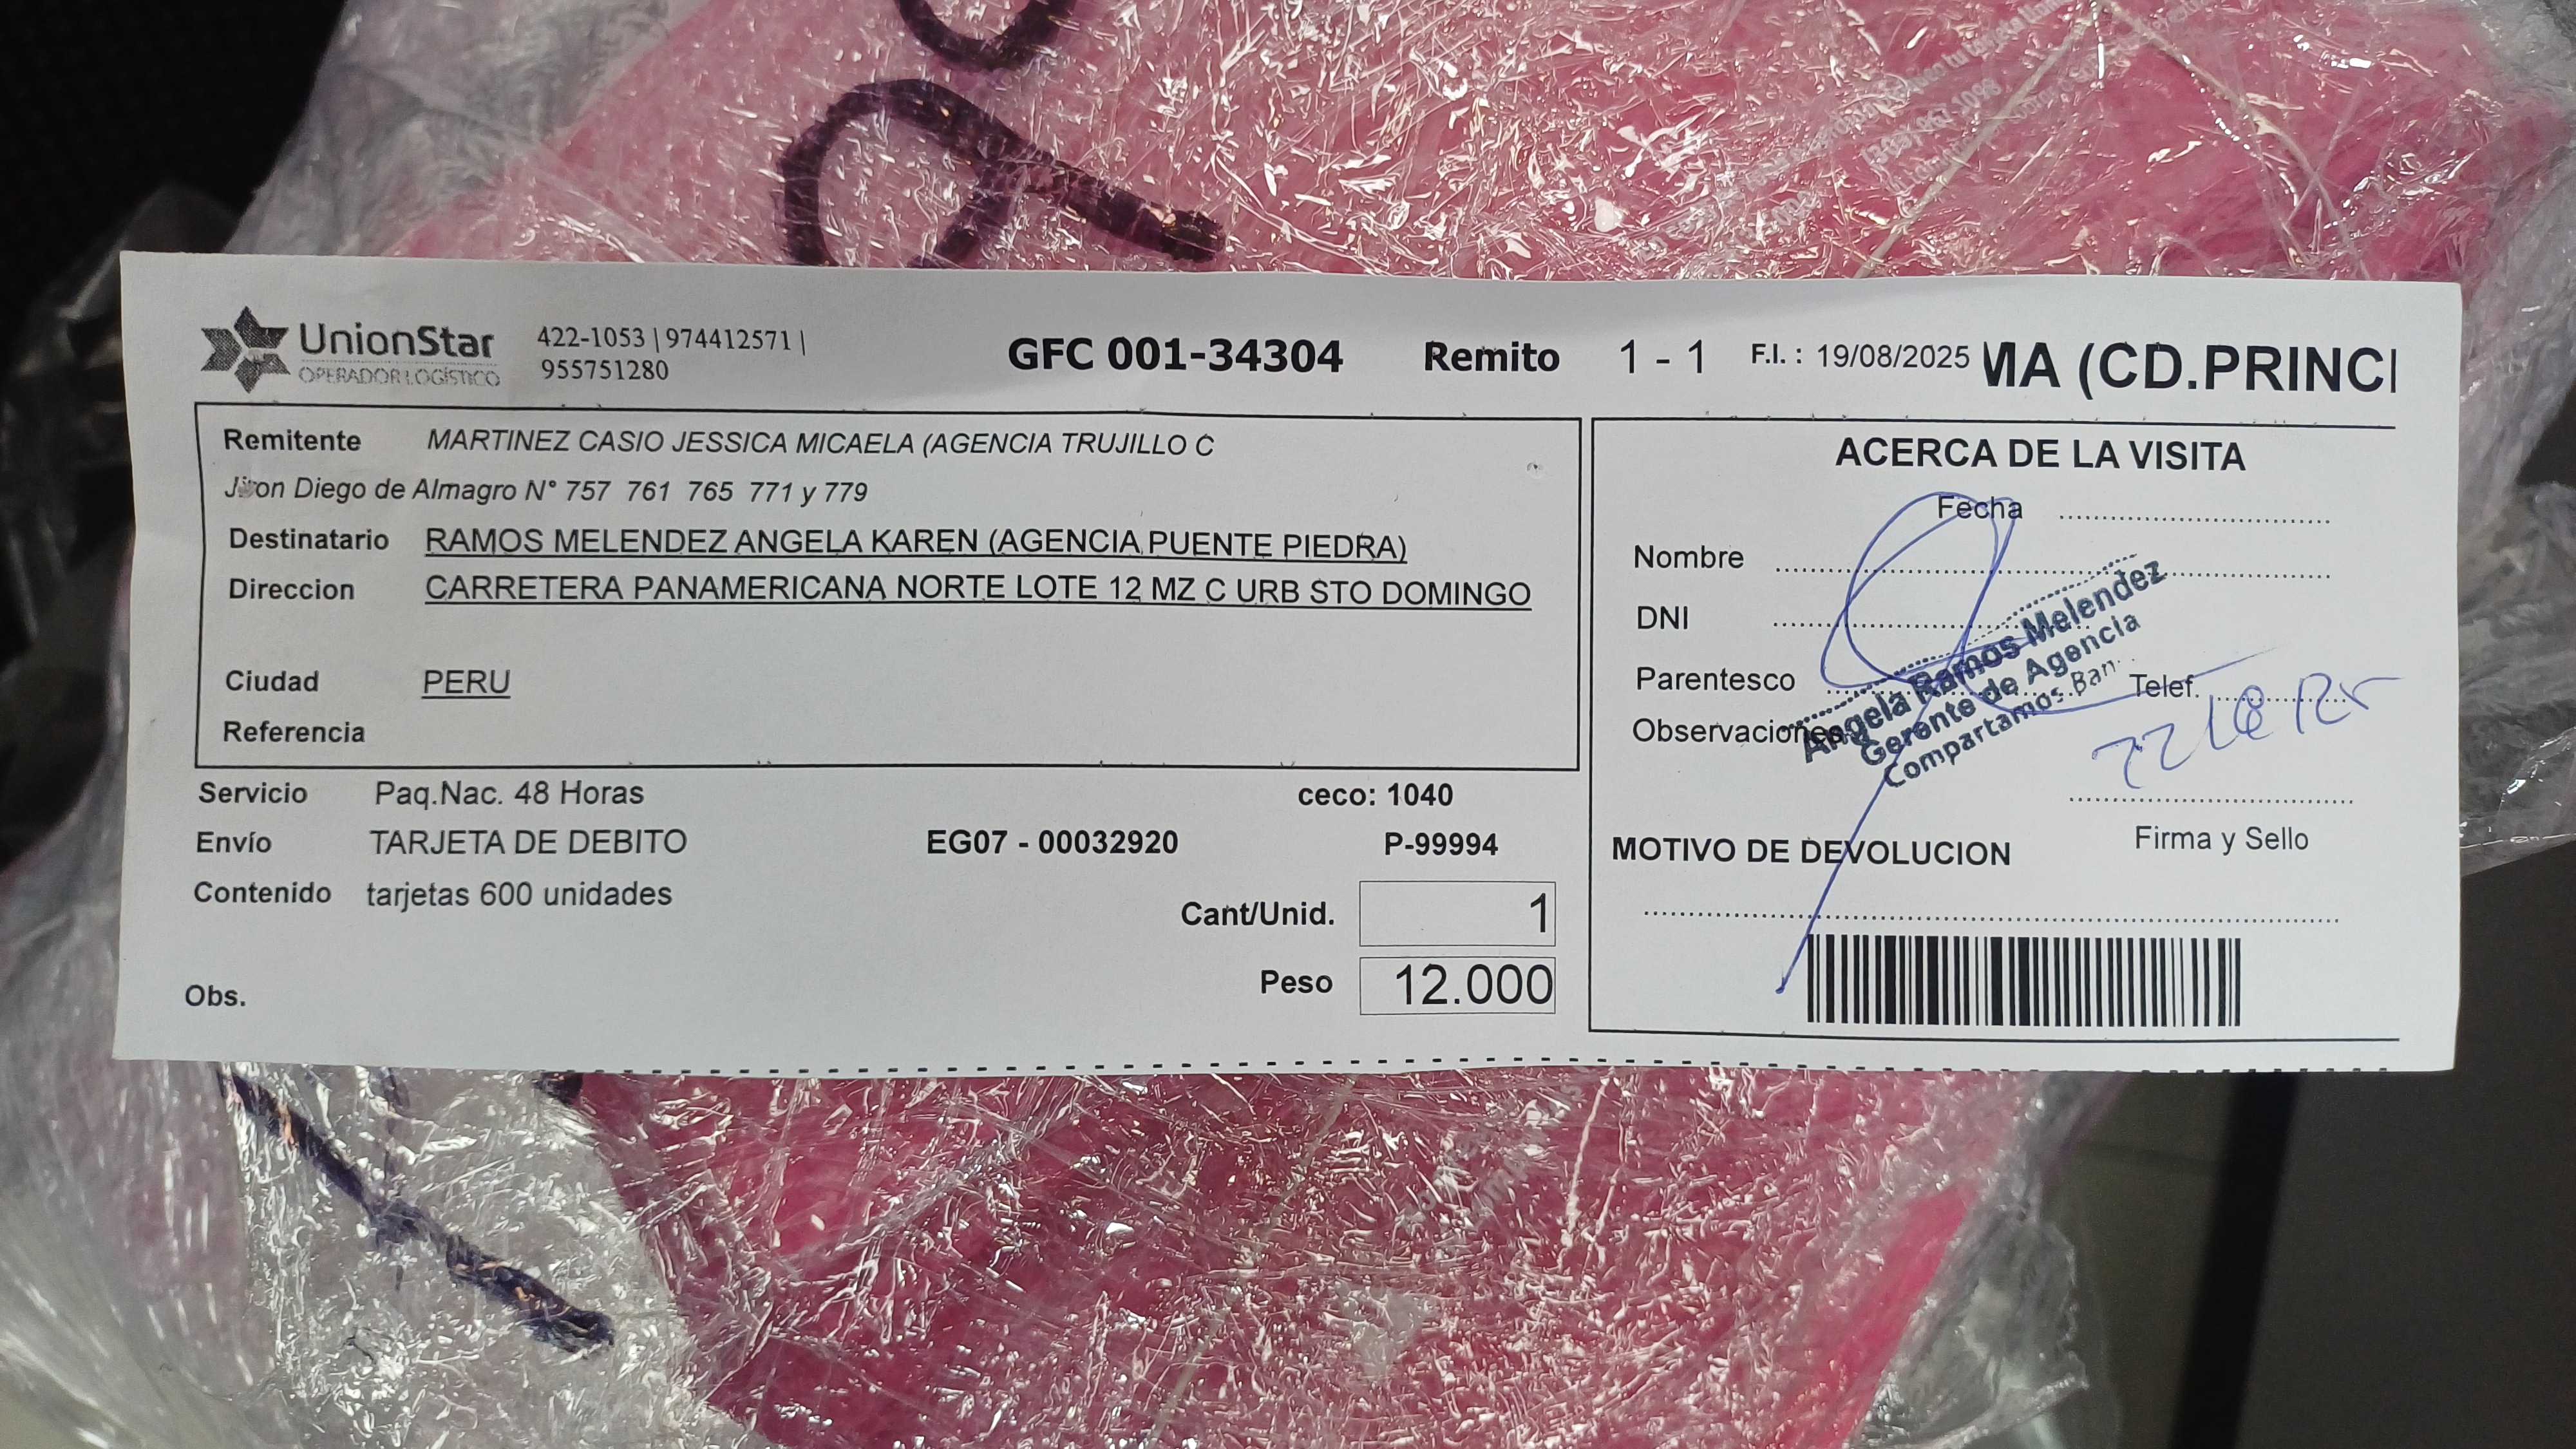 UnionStar
OPERADOR LOGÍSTICO
422-1053 | 974412571 |
955751280
GFC 001-34304 Remito 1 - 1 F.I. : 19/08/2025 MA (CD.PRINCI
Remitente MARTINEZ CASIO JESSICA MICAELA (AGENCIA TRUJILLO C
Jiron Diego de Almagro N° 757 761 765 771 y 779
Destinatario RAMOS MELENDEZ ANGELA KAREN (AGENCIA PUENTE PIEDRA)
Direccion CARRETERA PANAMERICANA NORTE LOTE 12 MZ C URB STO DOMINGO
Ciudad PERU
Referencia
Servicio Paq.Nac. 48 Horas ceco: 1040
Envío TARJETA DE DEBITO EG07 - 00032920 P-99994
Contenido tarjetas 600 unidades
Cant/Unid. 1
Peso 12.000
Obs.
ACERCA DE LA VISITA
Fecha
Nombre
DNI
Parentesco Telef.
Observaciones
Angela Ramos Melendez
Gerente de Agencia
Compartamos Ban
Firma y Sello
MOTIVO DE DEVOLUCION